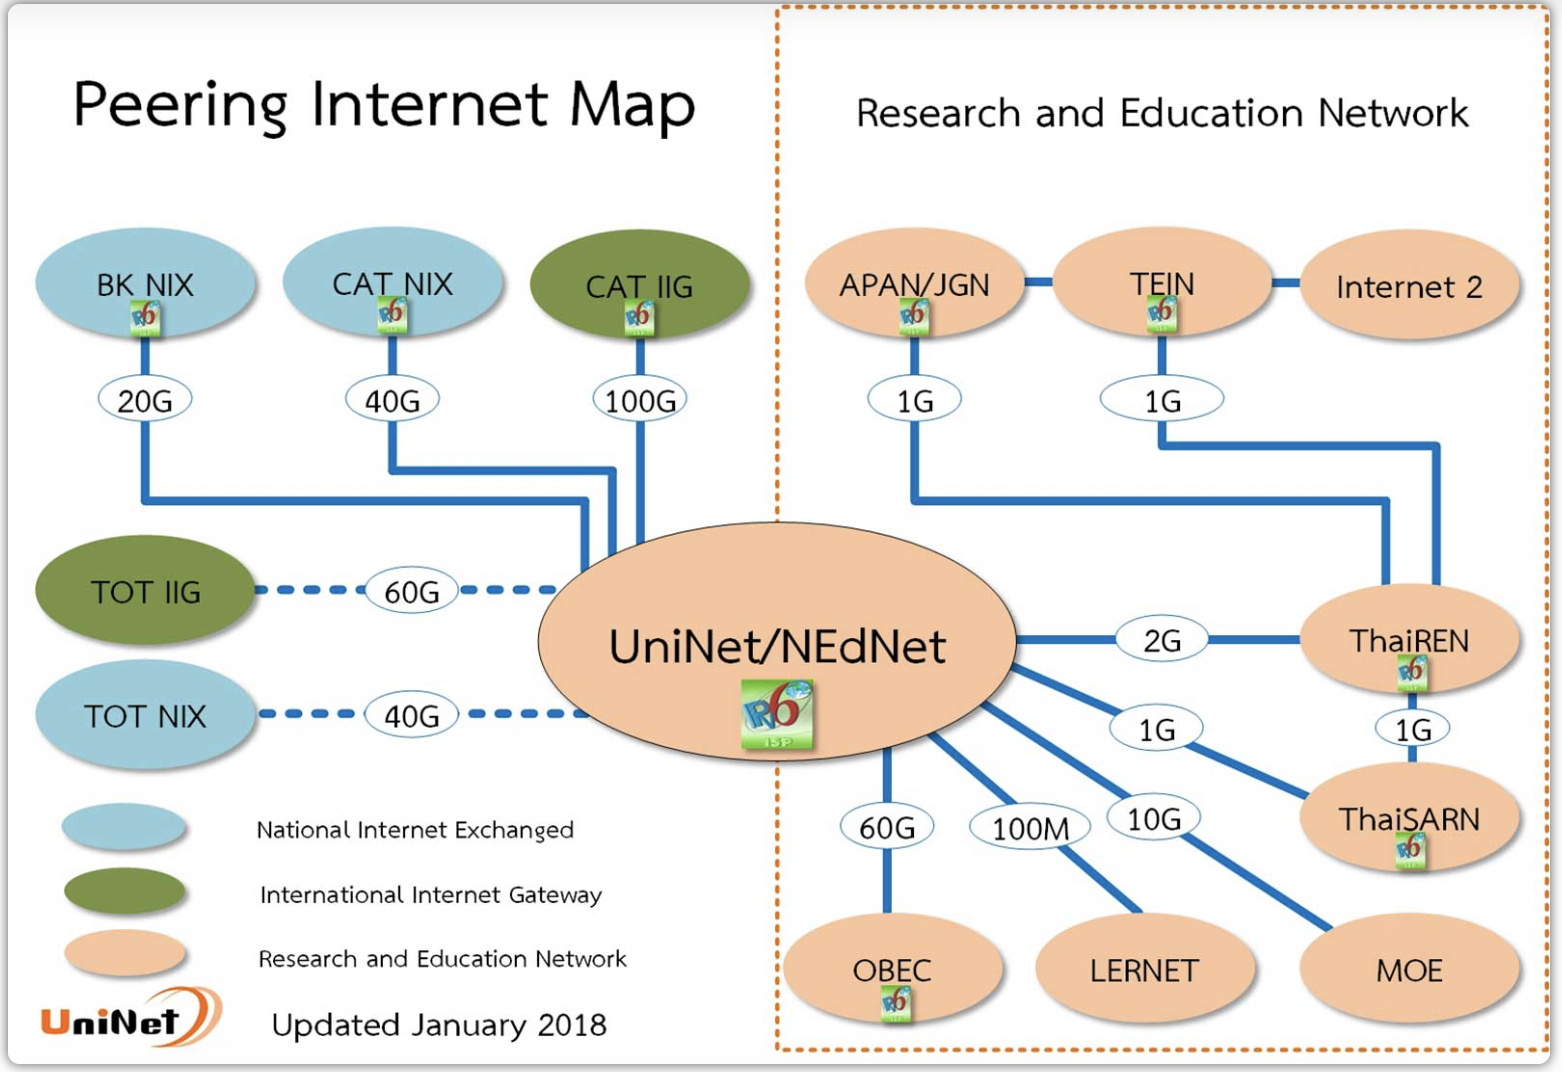 Peering Internet Map
Research and Education Network
BK NIX
CAT NIX
CAT IIG
APAN/JGN
TEIN
Internet 2
20G
40G
100G
1G
1G
TOT IIG
60G
UniNet/NEdNet
IPv6
ISP
2G
ThaiREN
TOT NIX
40G
1G
1G
ThaiSARN
60G
100M
10G
National Internet Exchanged
International Internet Gateway
Research and Education Network
OBEC
LERNET
MOE
UniNet
Updated January 2018